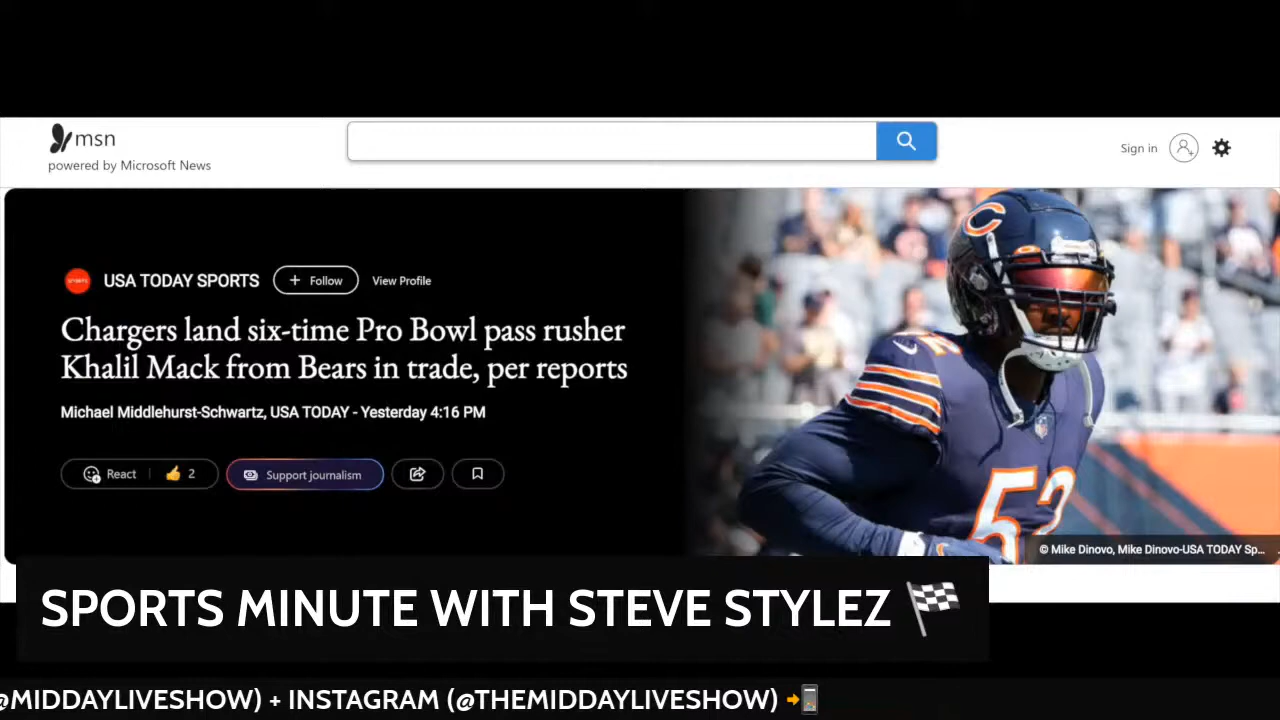 msn
powered by Microsoft News
Sign in
USA TODAY SPORTS
+ Follow
View Profile
Chargers land six-time Pro Bowl pass rusher
Khalil Mack from Bears in trade, per reports
Michael Middlehurst-Schwartz, USA TODAY - Yesterday 4:16 PM
React
👍 2
Support journalism
52
© Mike Dinovo, Mike Dinovo-USA TODAY Sp...
SPORTS MINUTE WITH STEVE STYLEZ 🏁
@MIDDAYLIVESHOW) + INSTAGRAM (@THEMIDDAYLIVESHOW) 📲